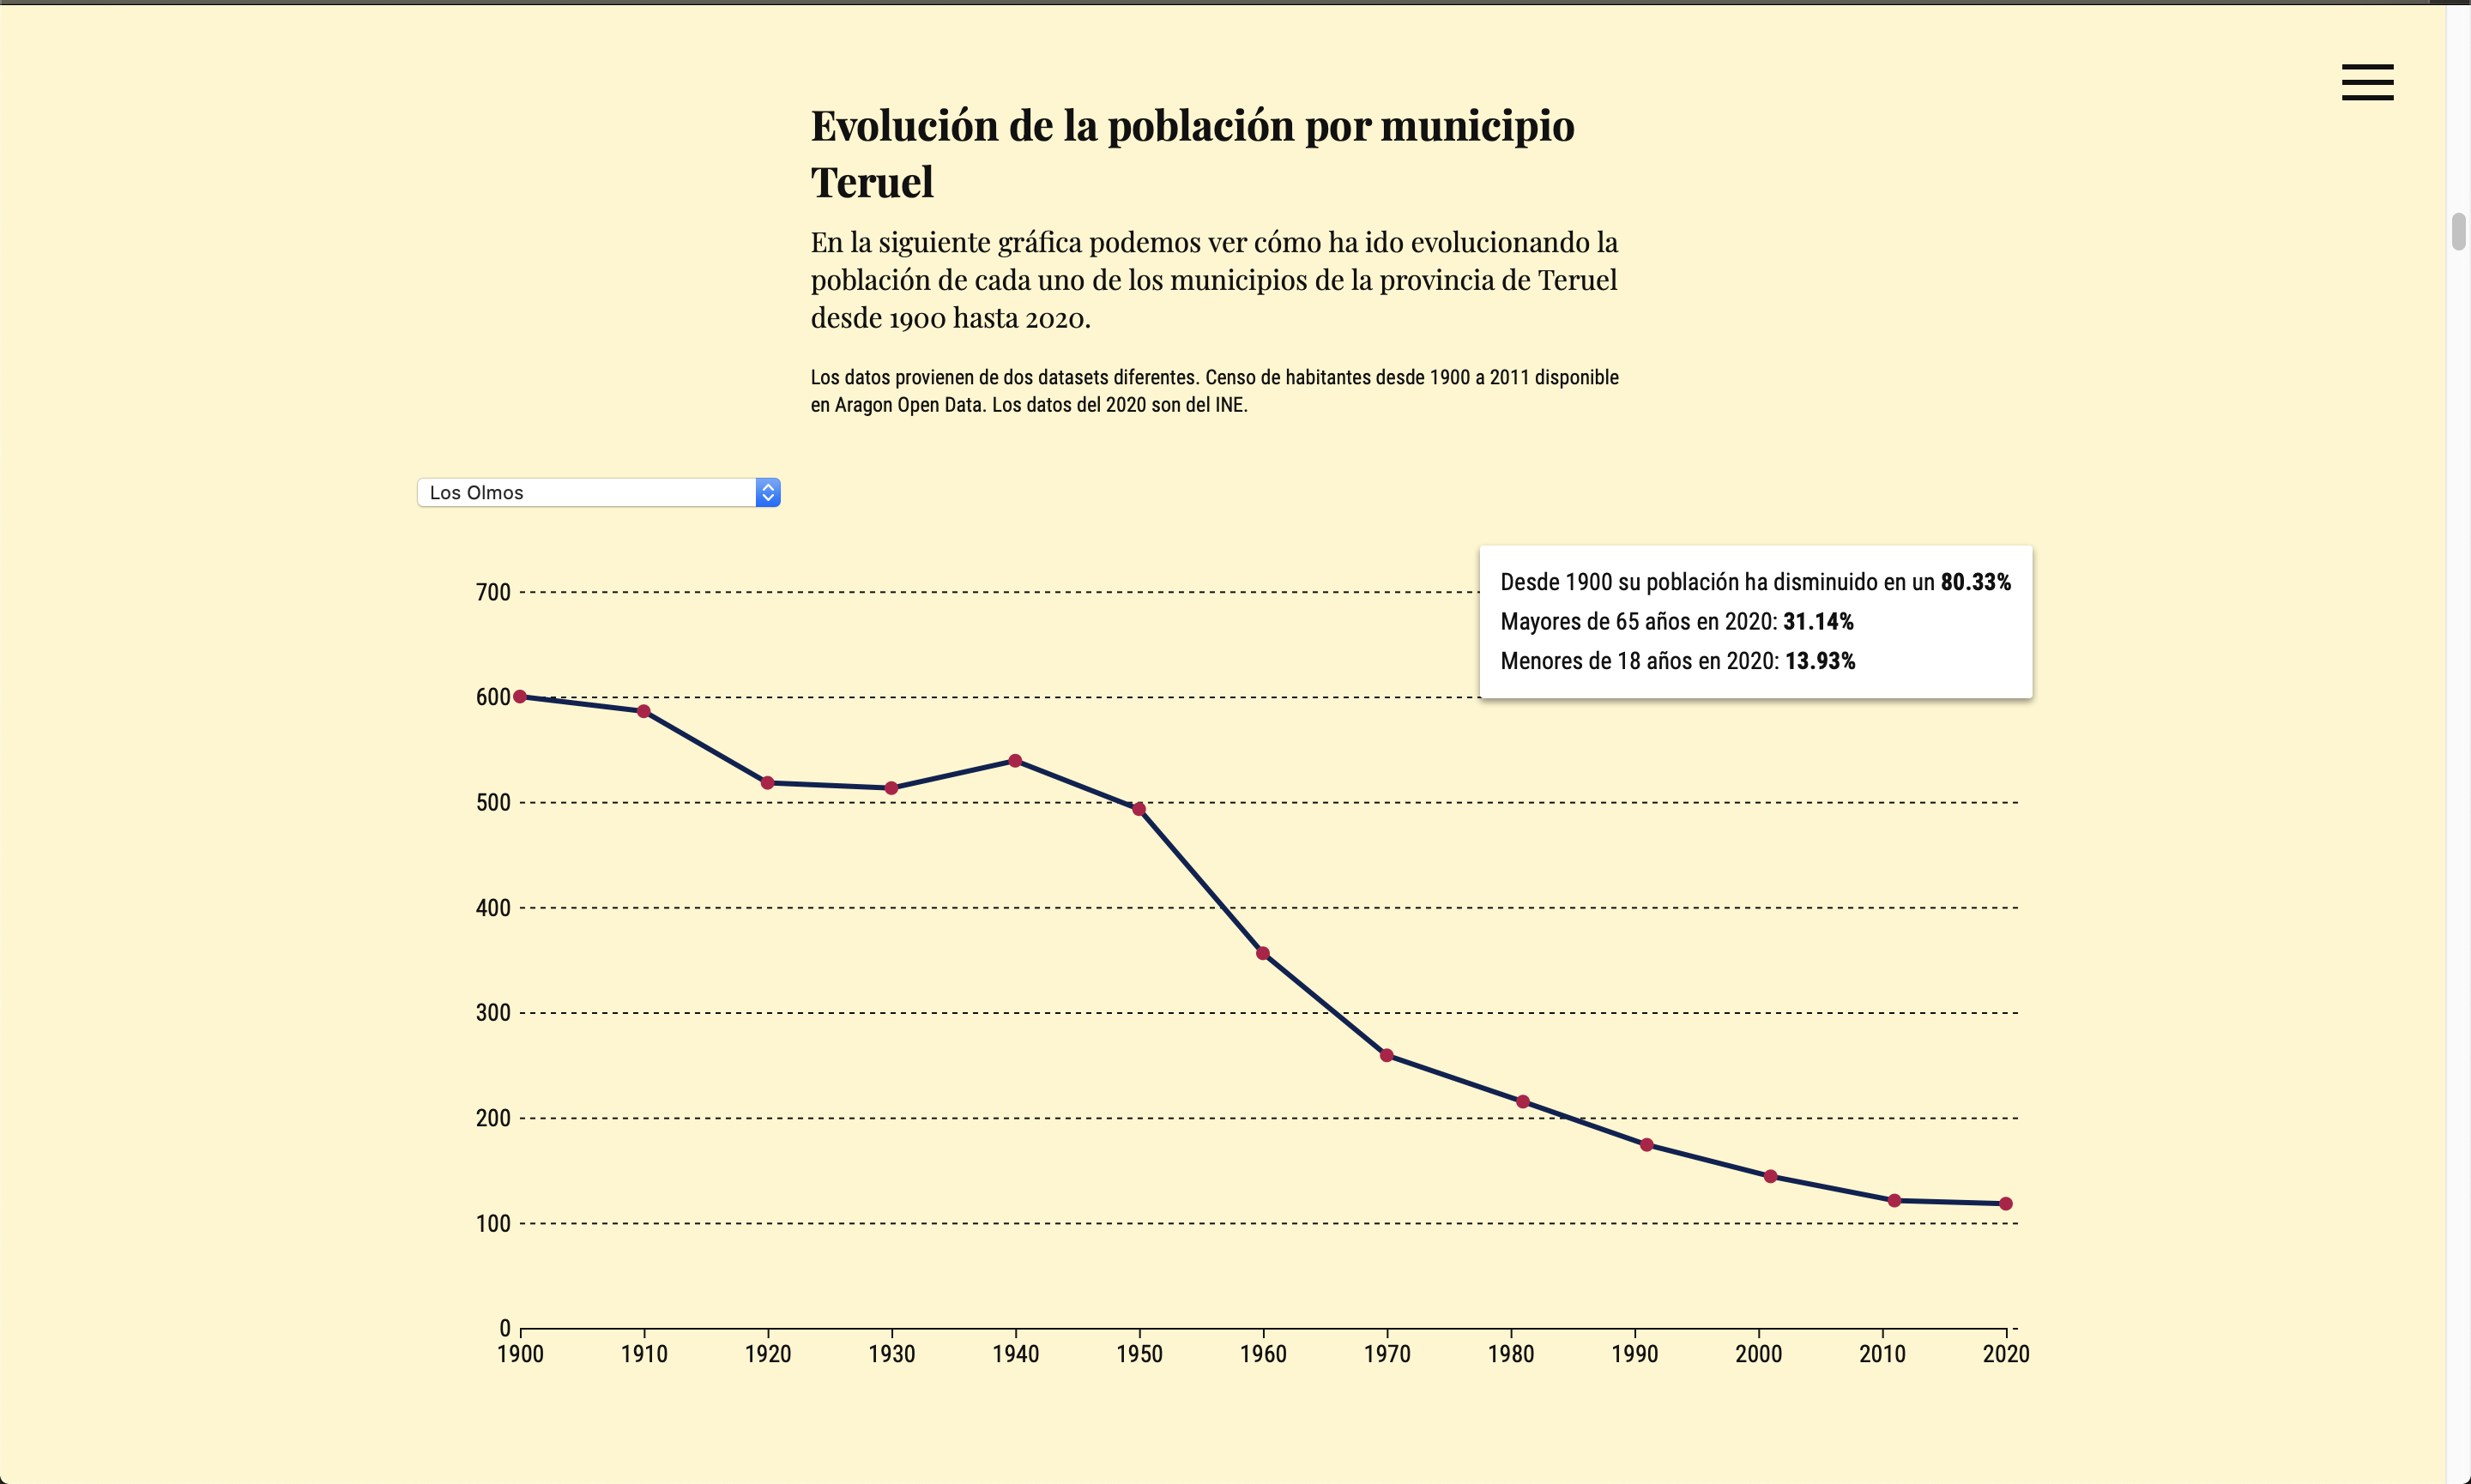 Evolución de la población por municipio
Teruel
En la siguiente gráfica podemos ver cómo ha ido evolucionando la
población de cada uno de los municipios de la provincia de Teruel
desde 1900 hasta 2020.
Los datos provienen de dos datasets diferentes. Censo de habitantes desde 1900 a 2011 disponible
en Aragon Open Data. Los datos del 2020 son del INE.
Los Olmos
Desde 1900 su población ha disminuido en un 80.33%
Mayores de 65 años en 2020: 31.14%
Menores de 18 años en 2020: 13.93%
700
600
500
400
300
200
100
0
1900 1910 1920 1930 1940 1950 1960 1970 1980 1990 2000 2010 2020